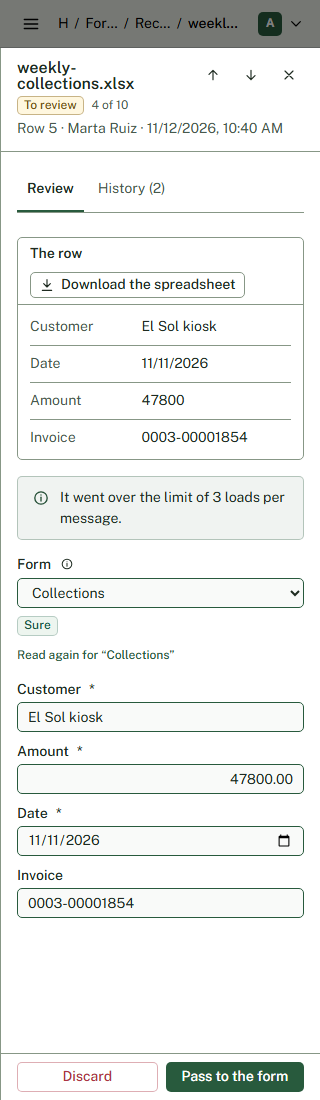 H / For... / Rec... / weekl... A
weekly-
collections.xlsx
To review 4 of 10
Row 5 · Marta Ruiz · 11/12/2026, 10:40 AM
Review History (2)
The row
Download the spreadsheet
Customer El Sol kiosk
Date 11/11/2026
Amount 47800
Invoice 0003-00001854
It went over the limit of 3 loads per
message.
Form
Collections
Sure
Read again for “Collections”
Customer *
El Sol kiosk
Amount *
47800.00
Date *
11/11/2026
Invoice
0003-00001854
Discard Pass to the form